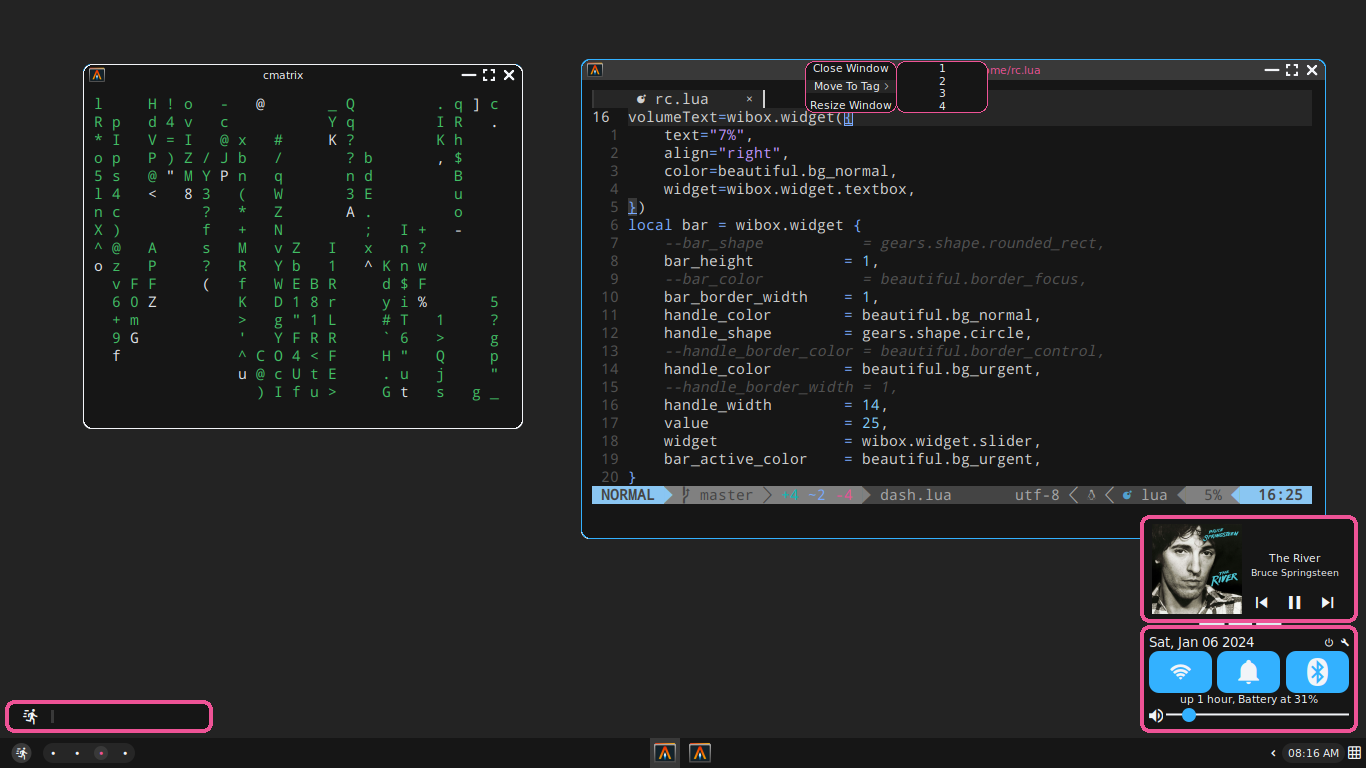 cmatrix
l H ! o - @ _ Q . q ] c
R p d 4 v c Y q I R .
* I V = I @ x # K ? K h
o p P ) Z / J b / ? b , $
5 s @ " M Y P n q n d B
l 4 < 8 3 ( W 3 E u
n c ? * Z A . o
X ) f + N ; I + -
^ @ A s + M v Z I x n ?
o z P ? R Y b 1 ^ K n w
v F F ( f W E B R d $ F
6 0 Z K D 1 8 r y i % 5
+ m > g " 1 L # T 1 ?
9 G ' Y F R R ` 6 > g
f ^ C O 4 < F H " Q p
u @ c U t E . u j "
) I f u > G t s g _
ome/rc.lua
Close Window
Move To Tag >
Resize Window
1
2
3
4
rc.lua ×
16 volumeText=wibox.widget({
1 text="7%",
2 align="right",
3 color=beautiful.bg_normal,
4 widget=wibox.widget.textbox,
5 })
6 local bar = wibox.widget {
7 --bar_shape = gears.shape.rounded_rect,
8 bar_height = 1,
9 --bar_color = beautiful.border_focus,
10 bar_border_width = 1,
11 handle_color = beautiful.bg_normal,
12 handle_shape = gears.shape.circle,
13 --handle_border_color = beautiful.border_control,
14 handle_color = beautiful.bg_urgent,
15 --handle_border_width = 1,
16 handle_width = 14,
17 value = 25,
18 widget = wibox.widget.slider,
19 bar_active_color = beautiful.bg_urgent,
20 }
NORMAL master +4 ~2 -4 dash.lua utf-8 lua 5% 16:25
BRUCE SPRINGSTEEN
THE RIVER
The River
Bruce Springsteen
Sat, Jan 06 2024
up 1 hour, Battery at 31%
08:16 AM